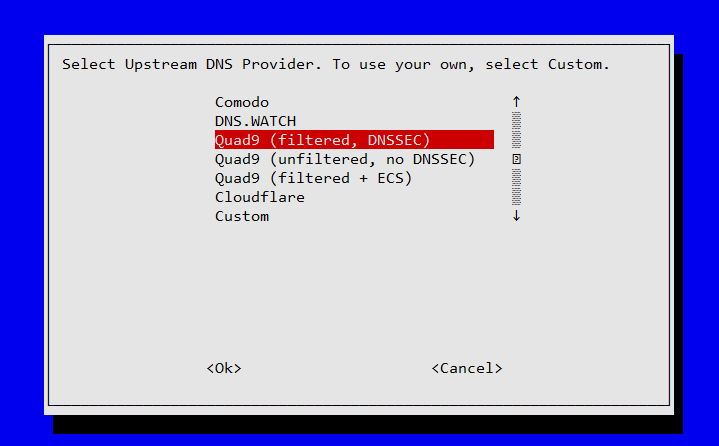 Select Upstream DNS Provider. To use your own, select Custom.
Comodo
DNS.WATCH
Quad9 (filtered, DNSSEC)
Quad9 (unfiltered, no DNSSEC)
Quad9 (filtered + ECS)
Cloudflare
Custom
<Ok> <Cancel>